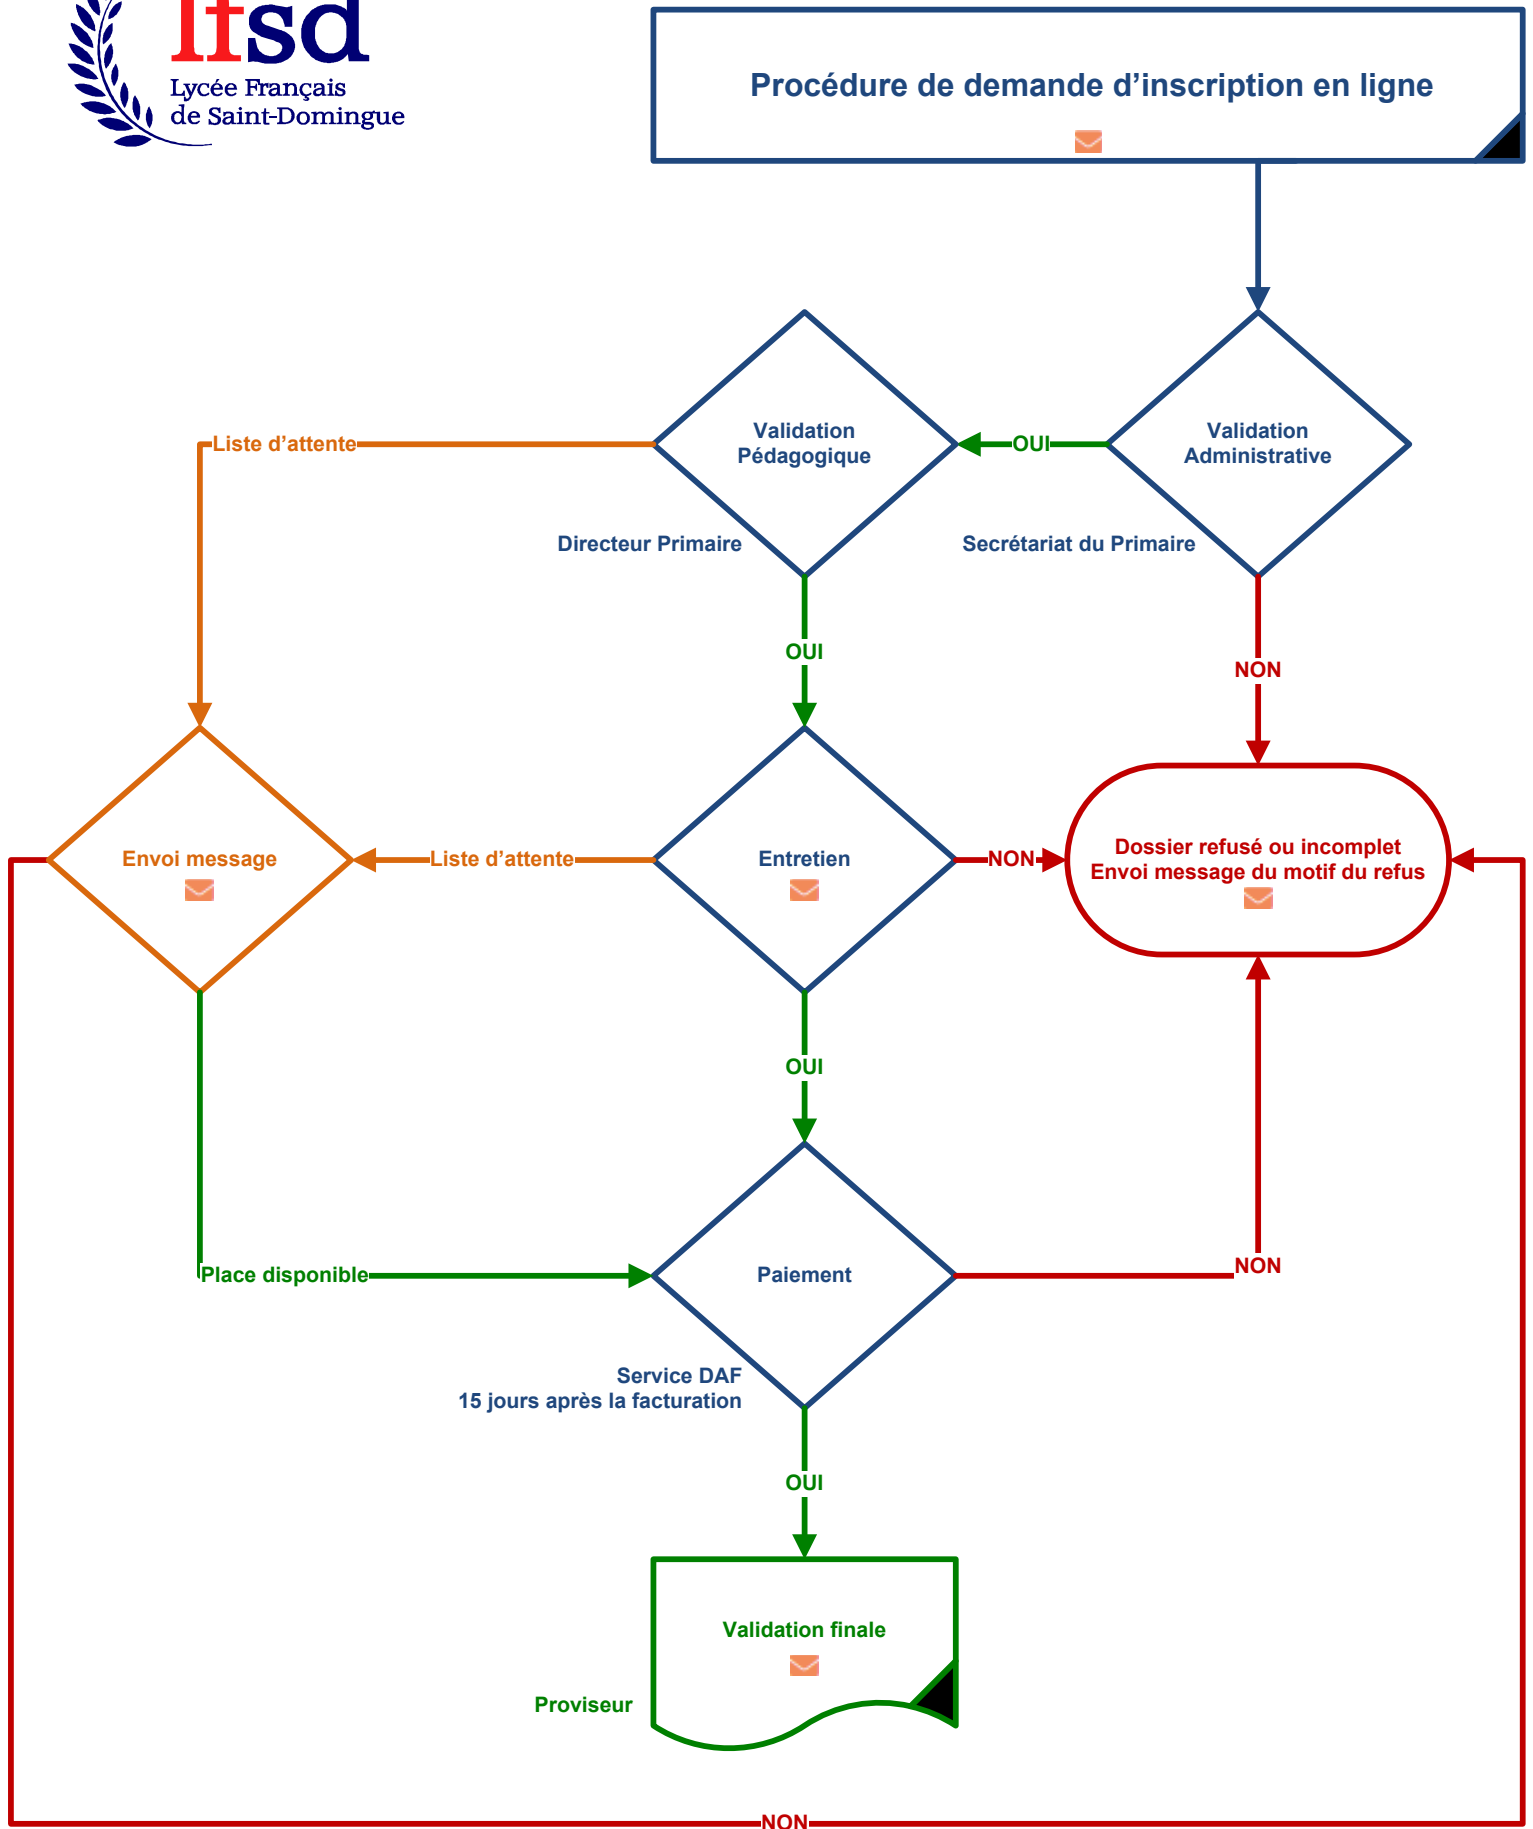 lfsd
Lycée Français
de Saint-Domingue
Procédure de demande d’inscription en ligne
Liste d’attente
Validation
Pédagogique
OUI
Validation
Administrative
Directeur Primaire
Secrétariat du Primaire
OUI
NON
Envoi message
Liste d’attente
Entretien
NON
Dossier refusé ou incomplet
Envoi message du motif du refus
OUI
Place disponible
Paiement
NON
Service DAF
15 jours après la facturation
OUI
Validation finale
Proviseur
NON